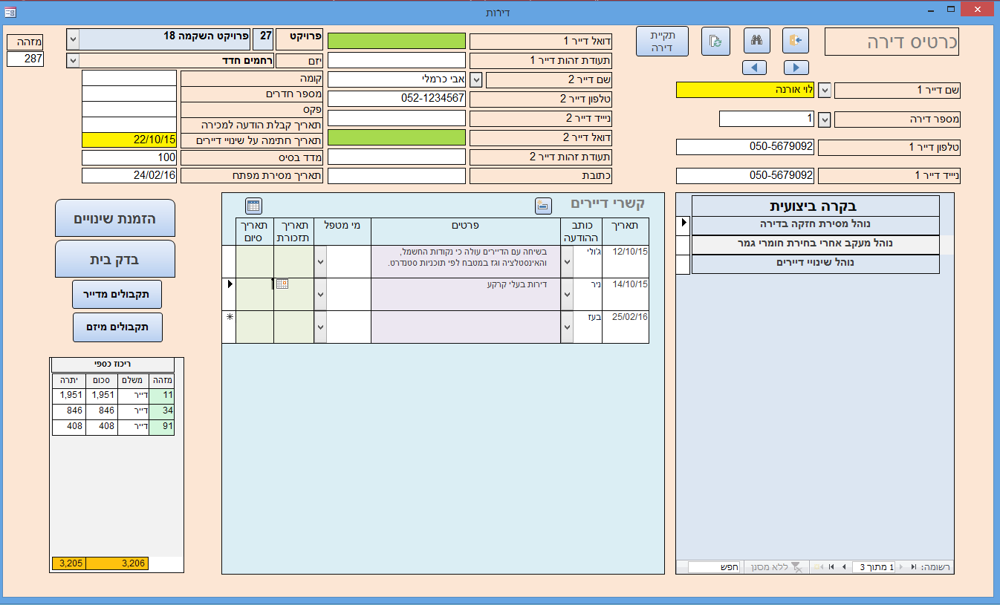 דירות
כרטיס דירה
תקיית
דירה
שם דייר 1
לוי אורנה
מספר דירה
1
טלפון דייר 1
050-5679092
נייד דייר 1
050-5679092
דואל דייר 1
תעודת זהות דייר 1
שם דייר 2
אבי כרמלי
טלפון דייר 2
052-1234567
נייד דייר 2
דואל דייר 2
תעודת זהות דייר 2
כתובת
פרויקט
27
פרויקט השקמה 18
יזם
רחמים חדד
קומה
מספר חדרים
פקס
תאריך קבלת הודעה למכירה
תאריך חתימה על שינויי דיירים
22/10/15
מדד בסיס
100
תאריך מסירת מפתח
24/02/16
מזהה
287
בקרה ביצועית
נוהל מסירת חזקה בדירה
נוהל מעקב אחרי בחירת חומרי גמר
נוהל שינויי דיירים
רשומה:
1 מתוך 3
ללא מסנן
חפש
קשרי דיירים
תאריך
כותב
ההודעה
פרטים
מי מטפל
תאריך
תזכורת
תאריך
סיום
12/10/15
ג'ולי
בשיחה עם הדיירים עולה כי נקודות החשמל,
והאינסטלציה וגז במטבח לפי תוכניות סטנדרט.
14/10/15
ניר
דירות בעלי קרקע
25/02/16
בעז
הזמנת שינויים
בדק בית
תקבולים מדייר
תקבולים מיזם
ריכוז כספי
מזהה משלם סכום יתרה
11 דייר 1,951 1,951
34 דייר 846 846
91 דייר 408 408
3,206 3,205